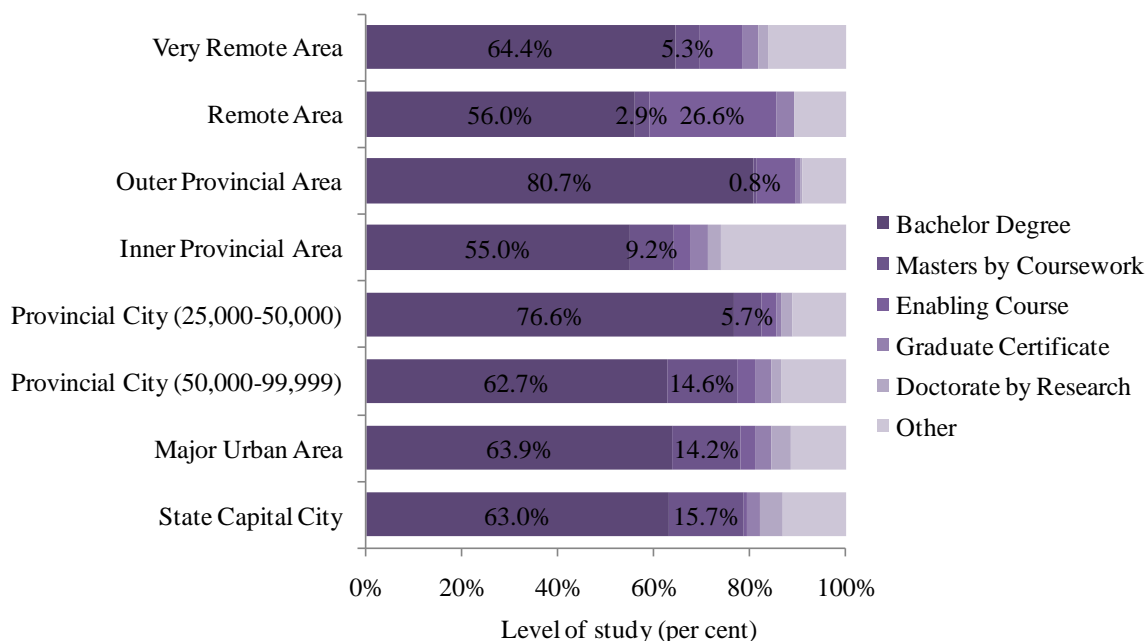 Very Remote Area
64.4%
5.3%
Remote Area
56.0%
2.9%
26.6%
Outer Provincial Area
80.7%
0.8%
Inner Provincial Area
55.0%
9.2%
Provincial City (25,000-50,000)
76.6%
5.7%
Provincial City (50,000-99,999)
62.7%
14.6%
Major Urban Area
63.9%
14.2%
State Capital City
63.0%
15.7%
0%
20%
40%
60%
80%
100%
Level of study (per cent)
Bachelor Degree
Masters by Coursework
Enabling Course
Graduate Certificate
Doctorate by Research
Other